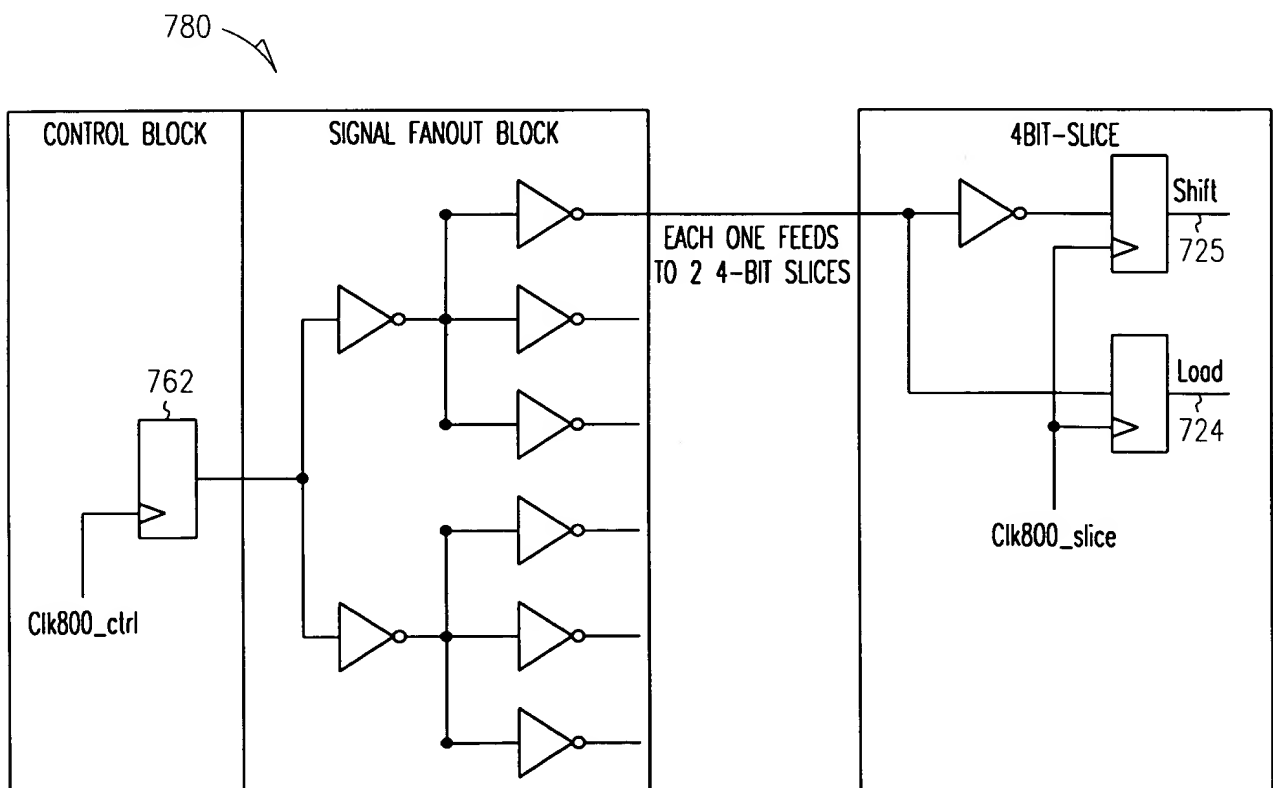 780
CONTROL BLOCK
SIGNAL FANOUT BLOCK
4BIT-SLICE
Shift
725
EACH ONE FEEDS
TO 2 4-BIT SLICES
762
Load
724
Clk800_slice
Clk800_ctrl